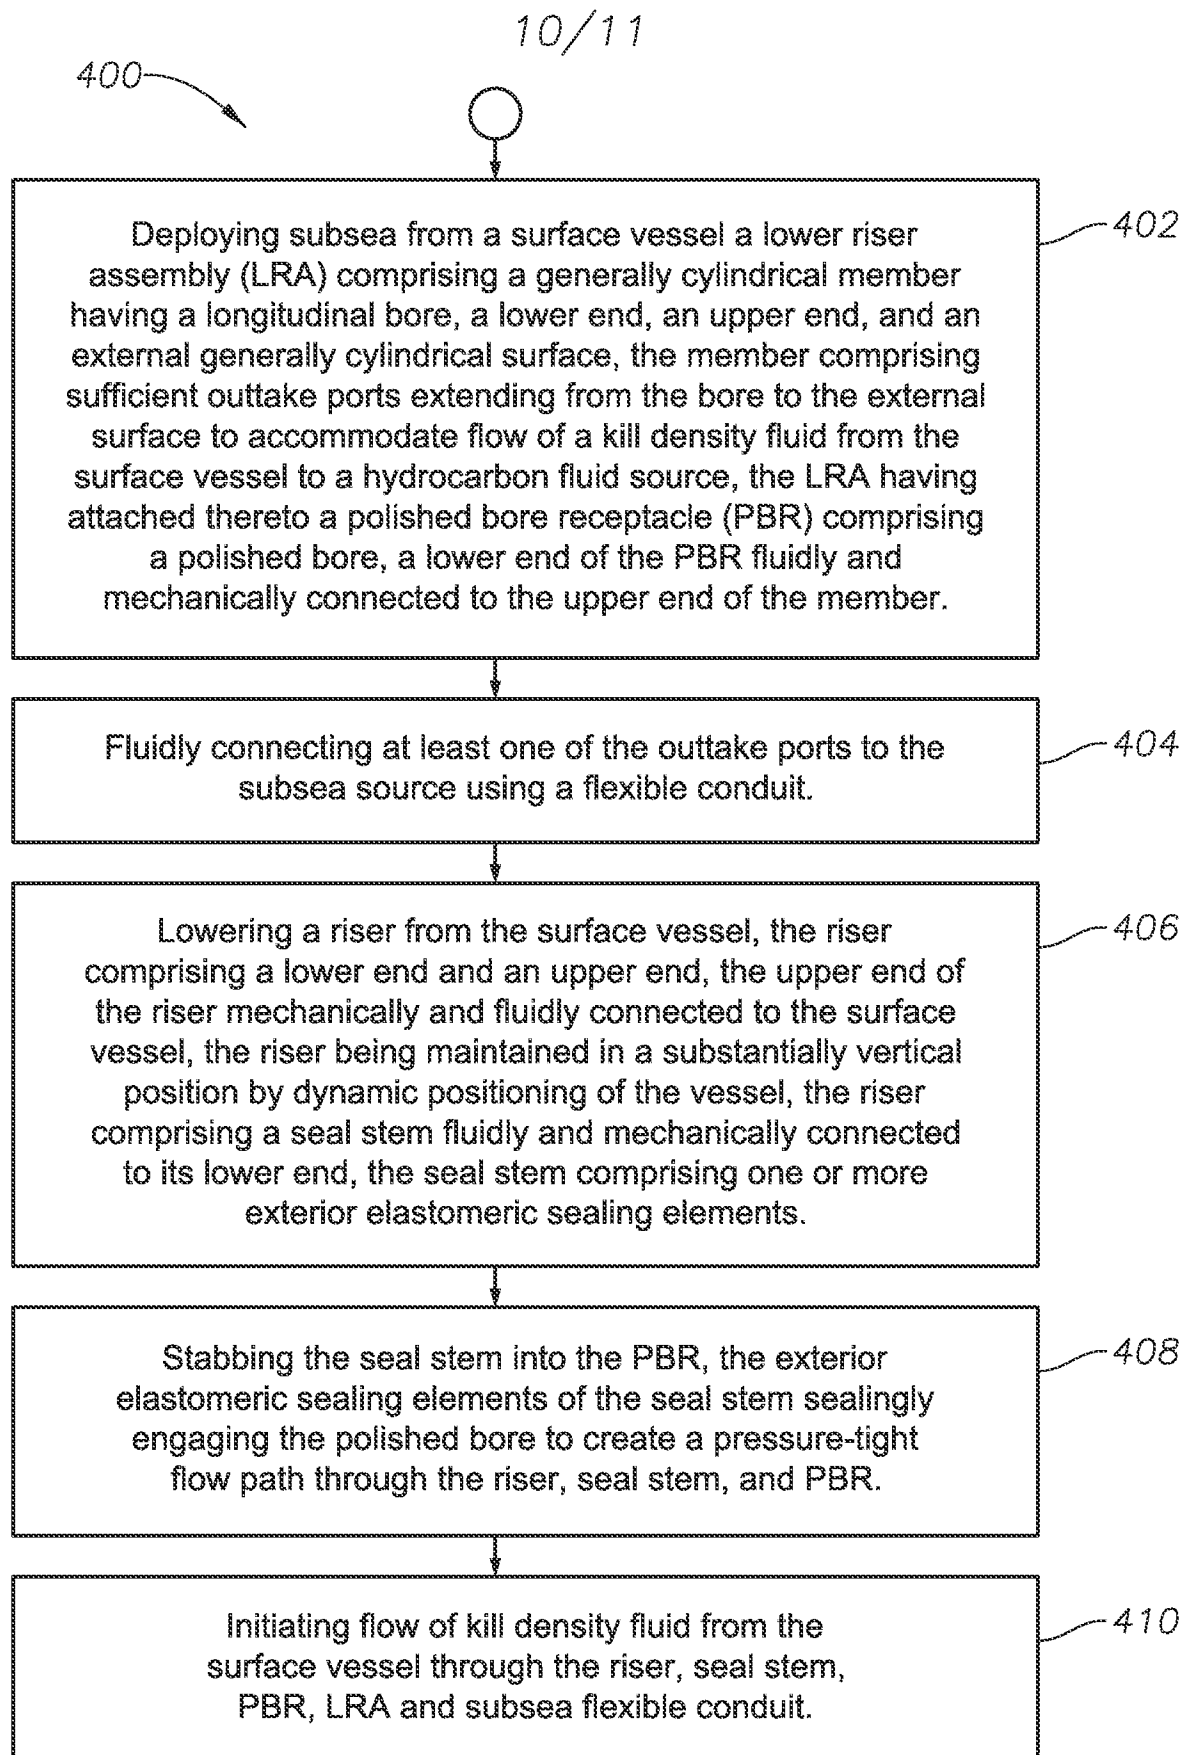 10/11
400
402
Deploying subsea from a surface vessel a lower riser
assembly (LRA) comprising a generally cylindrical member
having a longitudinal bore, a lower end, an upper end, and an
external generally cylindrical surface, the member comprising
sufficient outtake ports extending from the bore to the external
surface to accommodate flow of a kill density fluid from the
surface vessel to a hydrocarbon fluid source, the LRA having
attached thereto a polished bore receptacle (PBR) comprising
a polished bore, a lower end of the PBR fluidly and
mechanically connected to the upper end of the member.
404
Fluidly connecting at least one of the outtake ports to the
subsea source using a flexible conduit.
406
Lowering a riser from the surface vessel, the riser
comprising a lower end and an upper end, the upper end of
the riser mechanically and fluidly connected to the surface
vessel, the riser being maintained in a substantially vertical
position by dynamic positioning of the vessel, the riser
comprising a seal stem fluidly and mechanically connected
to its lower end, the seal stem comprising one or more
exterior elastomeric sealing elements.
408
Stabbing the seal stem into the PBR, the exterior
elastomeric sealing elements of the seal stem sealingly
engaging the polished bore to create a pressure-tight
flow path through the riser, seal stem, and PBR.
410
Initiating flow of kill density fluid from the
surface vessel through the riser, seal stem,
PBR, LRA and subsea flexible conduit.